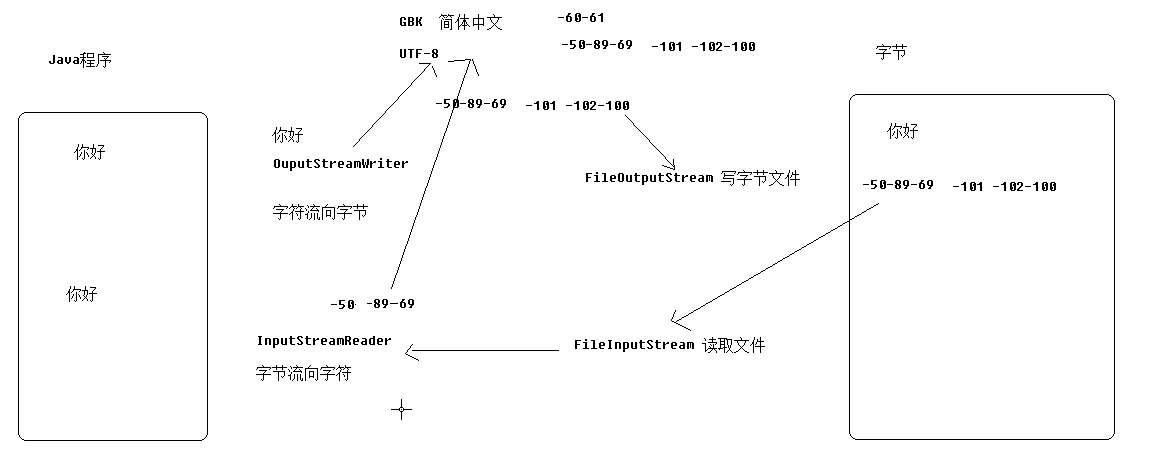 GBK 简体中文 -60-61
UTF-8 -50-89-69 -101 -102-100
Java程序
字节
你好
-50-89-69 -101 -102-100
你好
OuputStreamWriter
FileOutputStream 写字节文件
字符流向字节
你好
-50-89-69 -101 -102-100
你好
-50 -89-69
InputStreamReader
FileInputStream 读取文件
字节流向字符